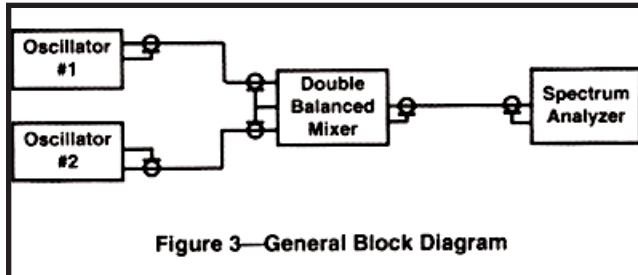 Oscillator
#1
Double
Balanced
Mixer
Spectrum
Analyzer
Oscillator
#2
Figure 3—General Block Diagram